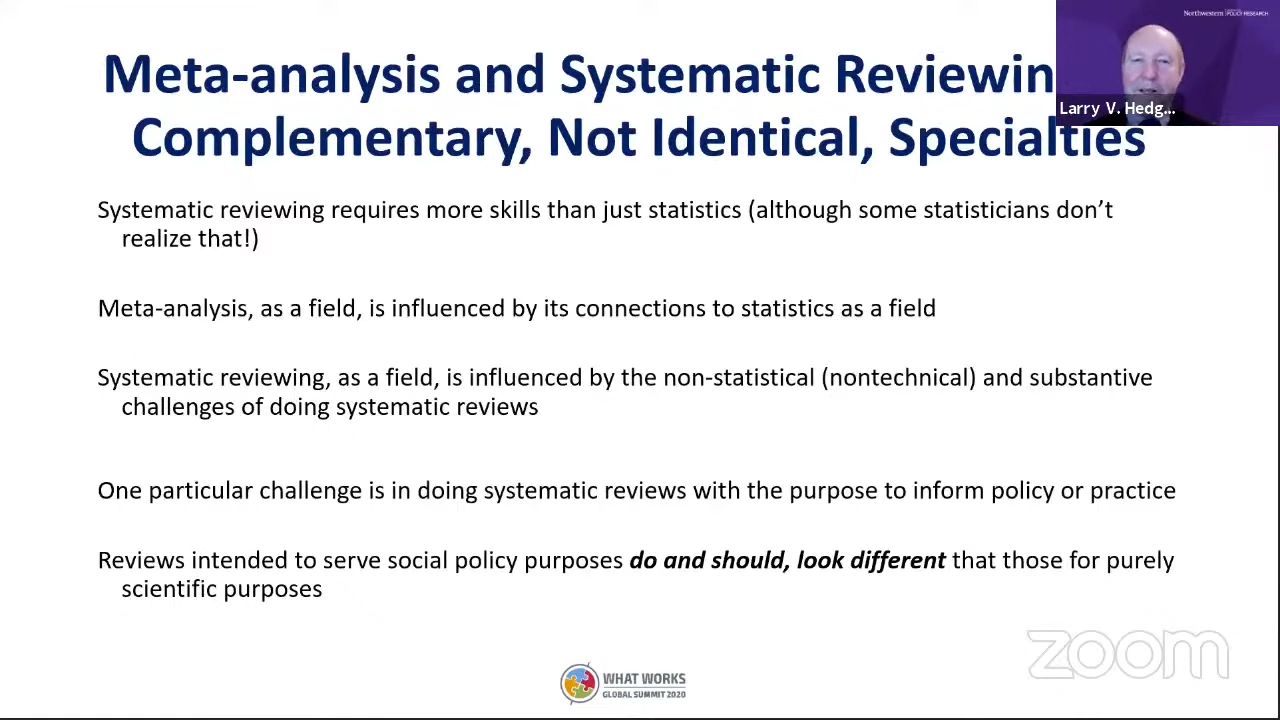 Northwestern
POLICY RESEARCH
Meta-analysis and Systematic Reviewin
Larry V. Hedg...
Complementary, Not Identical, Specialties
Systematic reviewing requires more skills than just statistics (although some statisticians don't
realize that!)
Meta-analysis, as a field, is influenced by its connections to statistics as a field
Systematic reviewing, as a field, is influenced by the non-statistical (nontechnical) and substantive
challenges of doing systematic reviews
One particular challenge is in doing systematic reviews with the purpose to inform policy or practice
Reviews intended to serve social policy purposes do and should, look different that those for purely
scientific purposes
zoom
WHAT WORKS
GLOBAL SUMMIT 2020